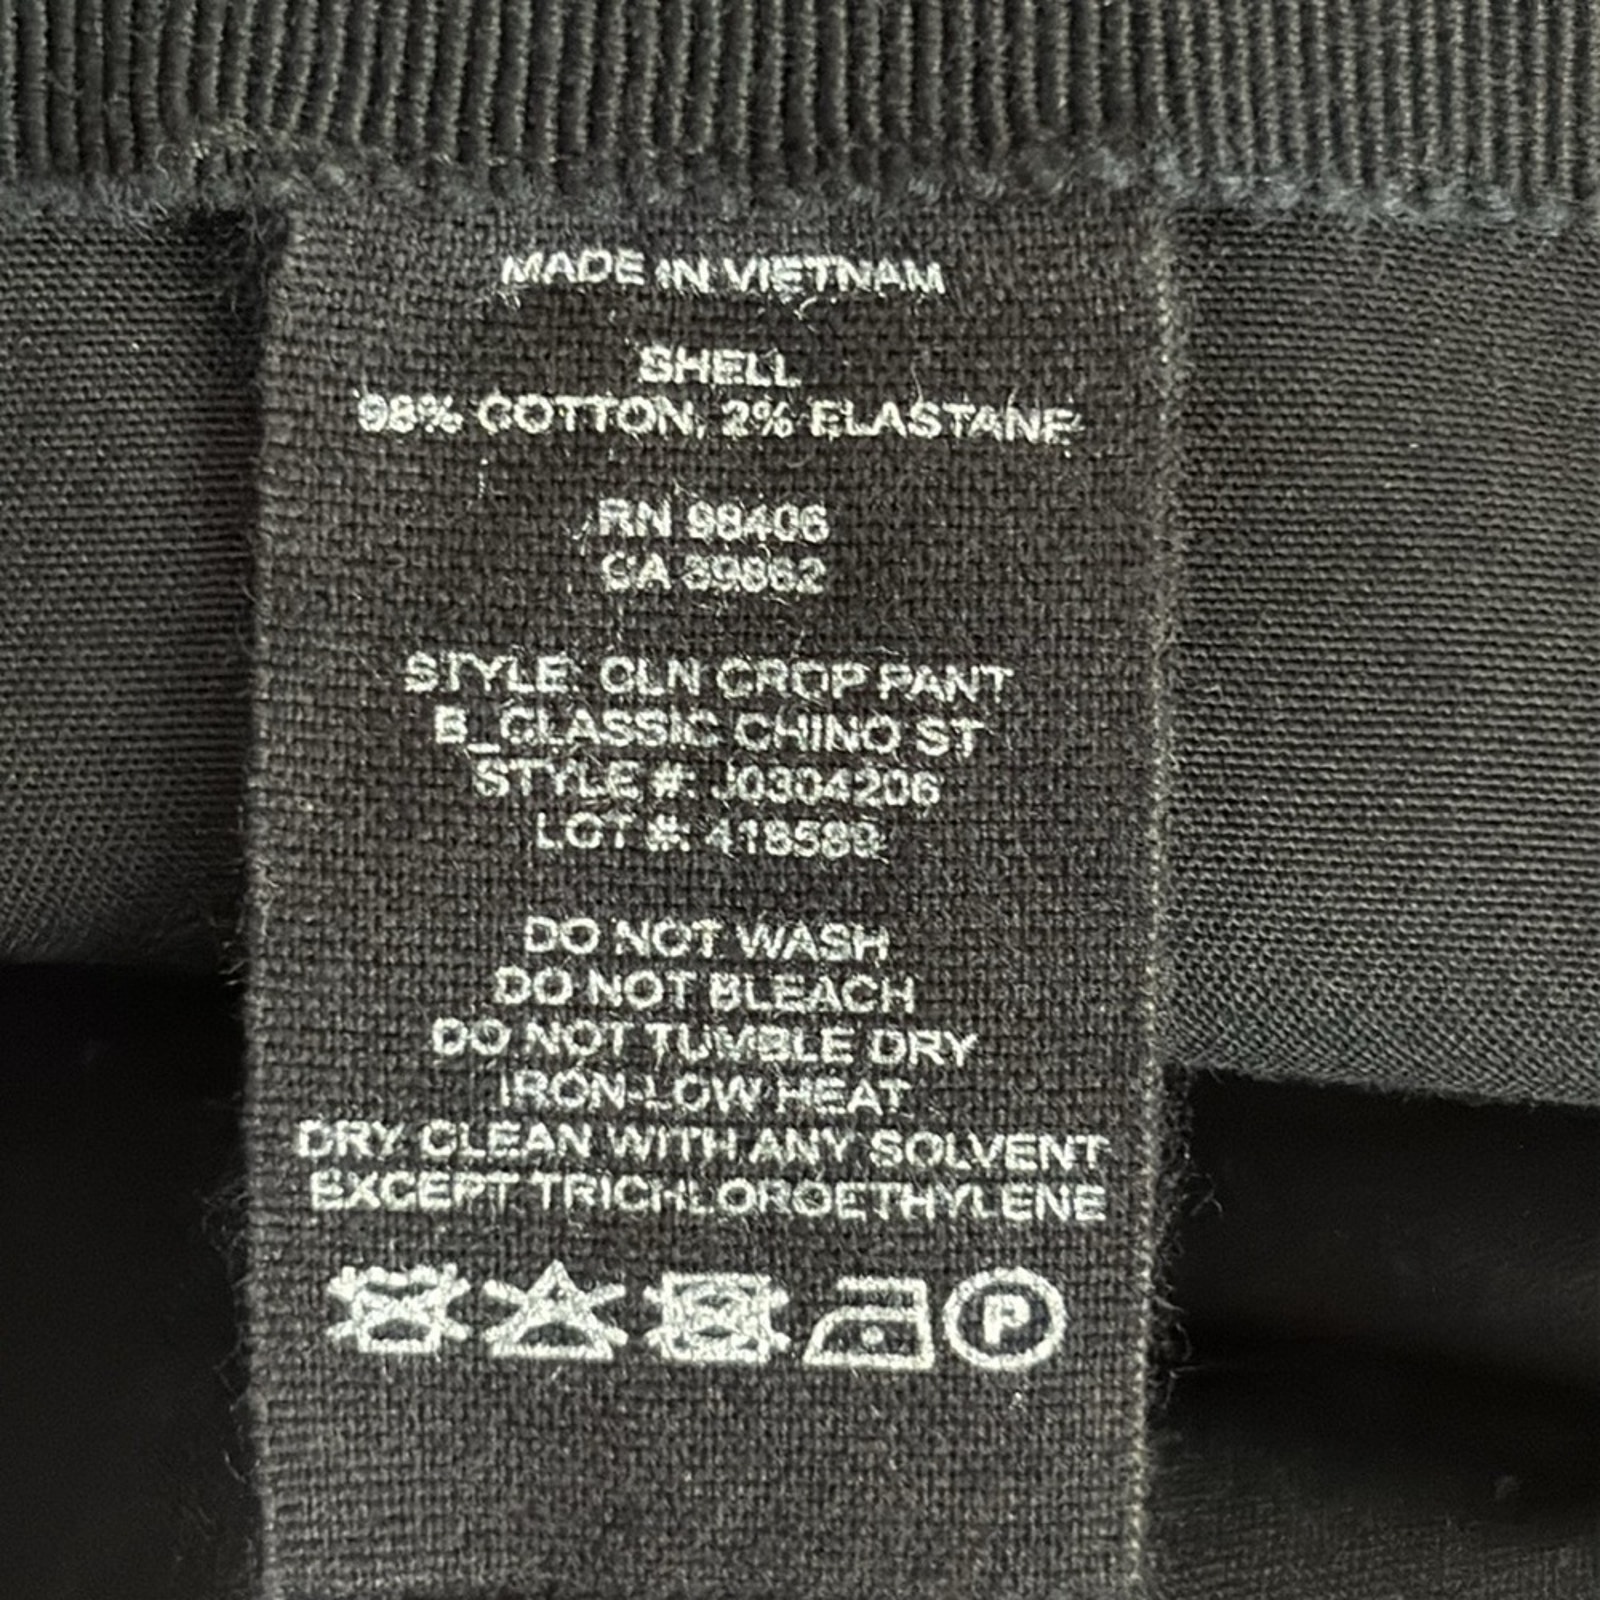 MADE IN VIETNAM
SHELL
98% COTTON, 2% ELASTANE
RN 98406
CA 39862
STYLE: CLN CROP PANT
B_CLASSIC CHINO ST
STYLE #: J0304206
LOT #:
DO NOT WASH
DO NOT BLEACH
DO NOT TUMBLE DRY
IRON-LOW HEAT
DRY CLEAN WITH ANY SOLVENT
EXCEPT TRICHLOROETHYLENE
P